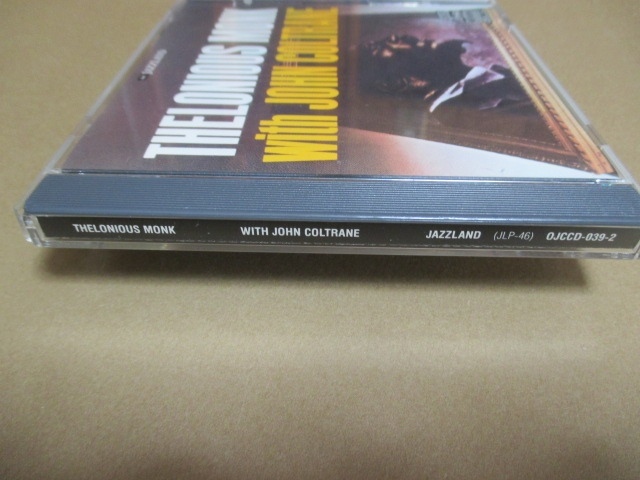 THELONIOUS MONK
with JOHN COLTRANE
THELONIOUS MONK WITH JOHN COLTRANE JAZZLAND (JLP-46) OJCCD-039-2